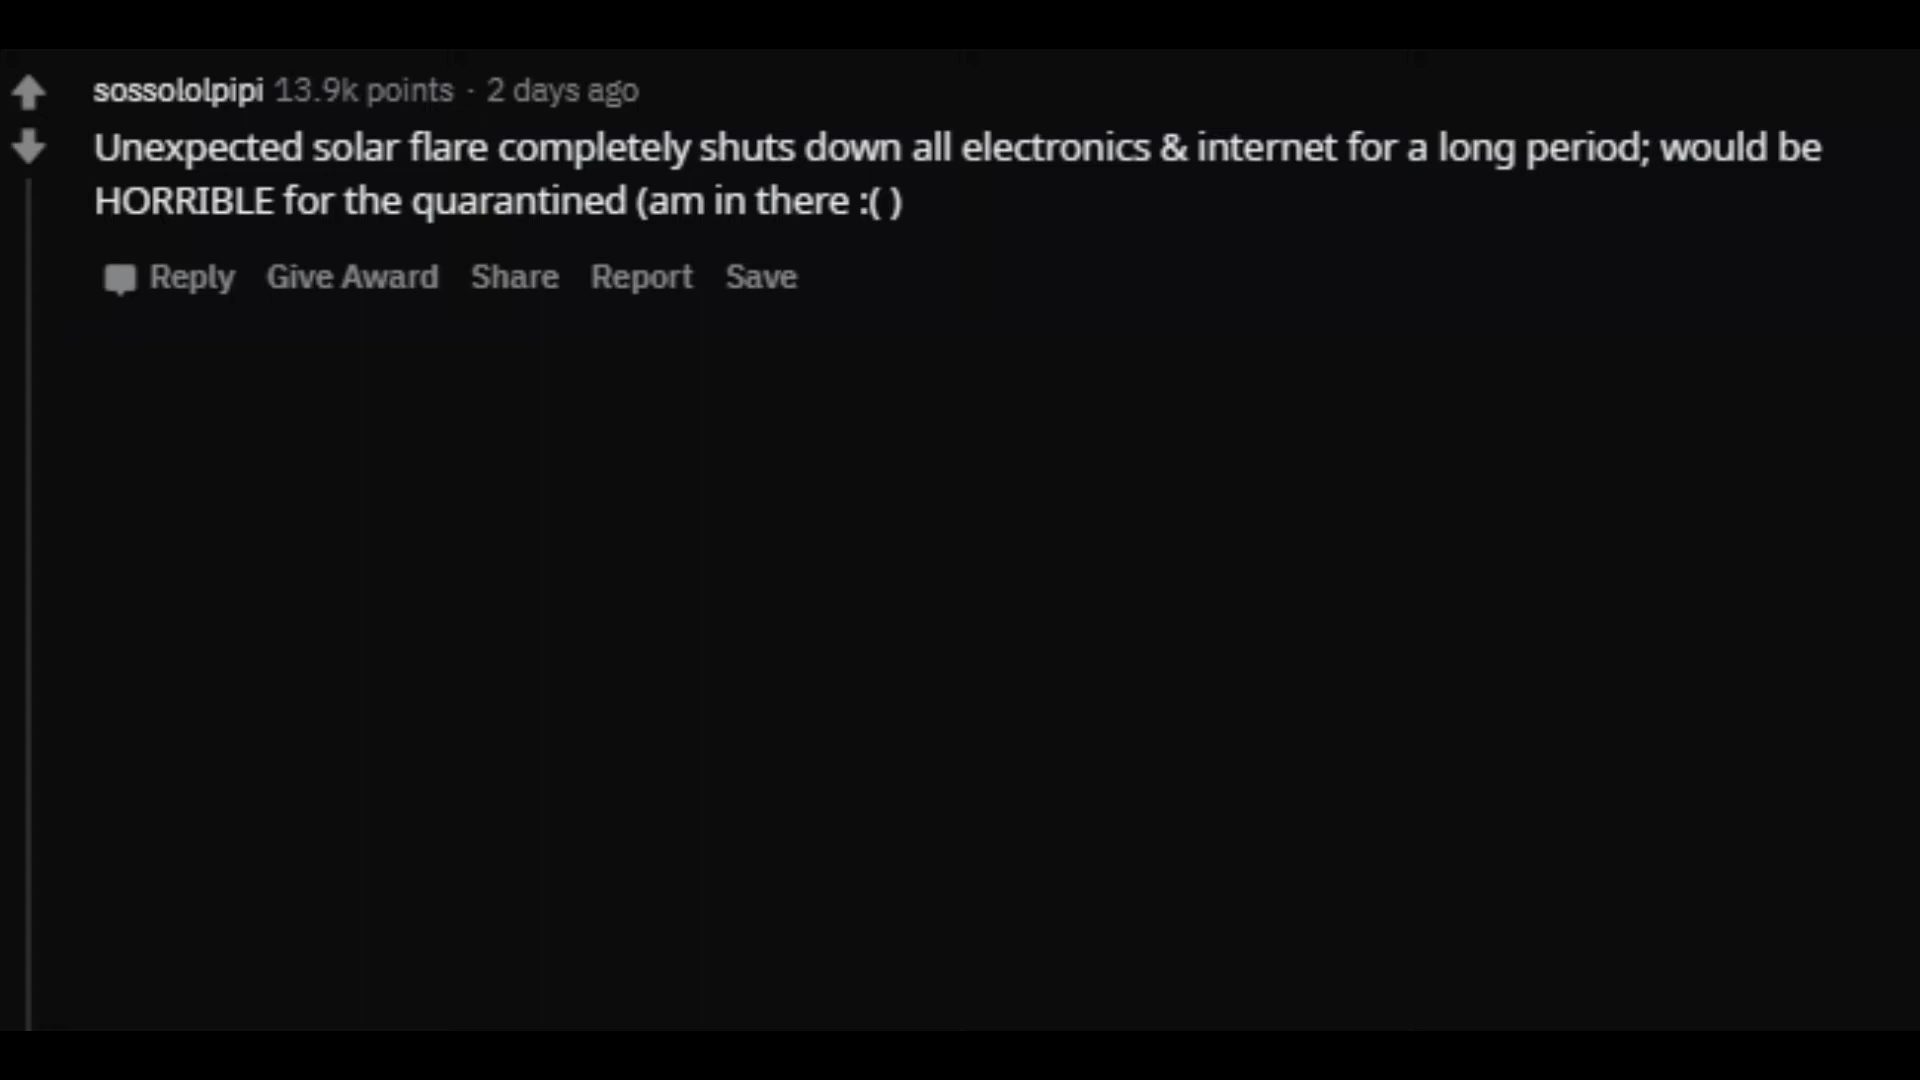 sossololpipi 13.9k points · 2 days ago
Unexpected solar flare completely shuts down all electronics & internet for a long period; would be
HORRIBLE for the quarantined (am in there :( )
Reply Give Award Share Report Save